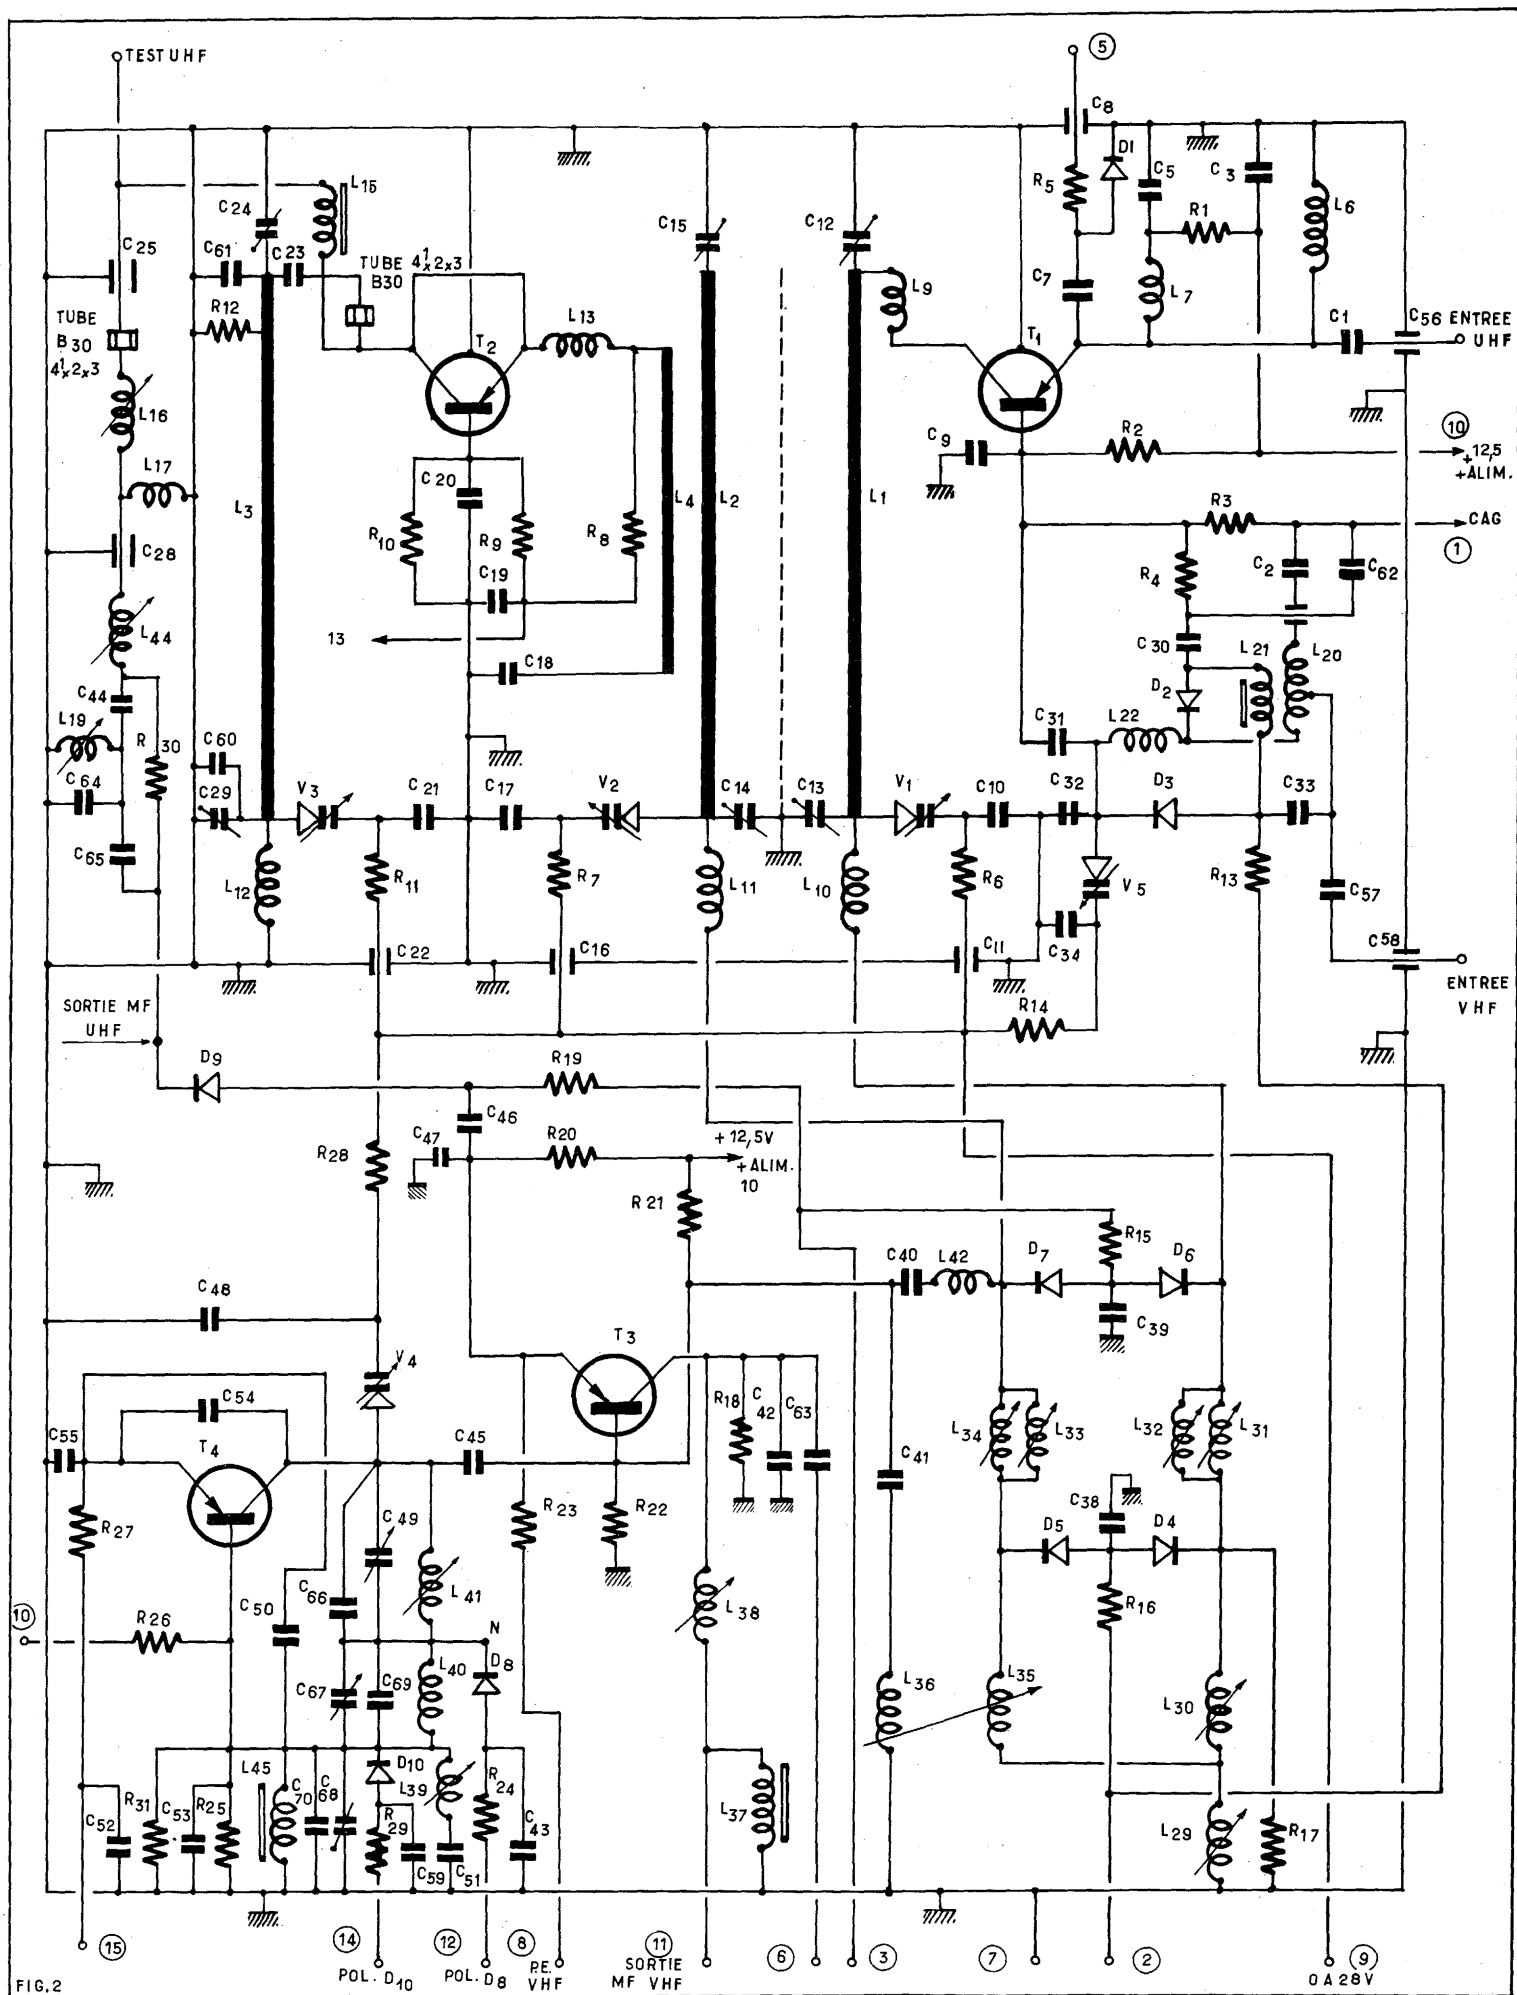 TEST UHF
5
C8
D1
C5
C3
R5
R1
L6
L15
C24
C15
C12
C25
C61
C23
TUBE B30
4½x2x3
L9
C7
L7
R12
TUBE
B30
4½x2x3
L13
T2
T1
C1
C56
ENTREE
UHF
L16
C9
R2
10
+12,5
+ALIM.
L17
C20
L3
L4
L2
L1
R3
CAG
1
R10
R9
R8
C28
R4
C2
C62
C19
L44
13
C18
C30
L21
L20
C44
D2
L19
R30
C31
L22
C60
C64
C29
V3
C21
C17
V2
C14
C13
V1
C10
C32
D3
C33
C65
L12
R11
R7
L11
L10
R6
V5
R13
C57
C34
C22
C16
C11
C58
ENTREE
VHF
SORTIE MF
UHF
R14
D9
R19
C46
C47
R20
+12,5V
+ALIM.
10
R28
R21
R15
C40
L42
D7
D6
C48
C39
T3
V4
C54
R18
C42
C63
C55
T4
C45
L34
L33
L32
L31
C41
R27
R23
R22
C38
D5
D4
C49
L41
L38
R16
10
R26
C50
C66
N
D8
L40
C67
C69
L36
L35
L30
D10
L45
L39
R24
R31
C53
R25
C70
C68
R29
C52
C59
C51
C43
L37
L29
R17
15
14
12
8
11
6
3
7
2
9
POL. D10
POL. D8
P.E.
VHF
SORTIE
MF VHF
0 A 28V
FIG.2